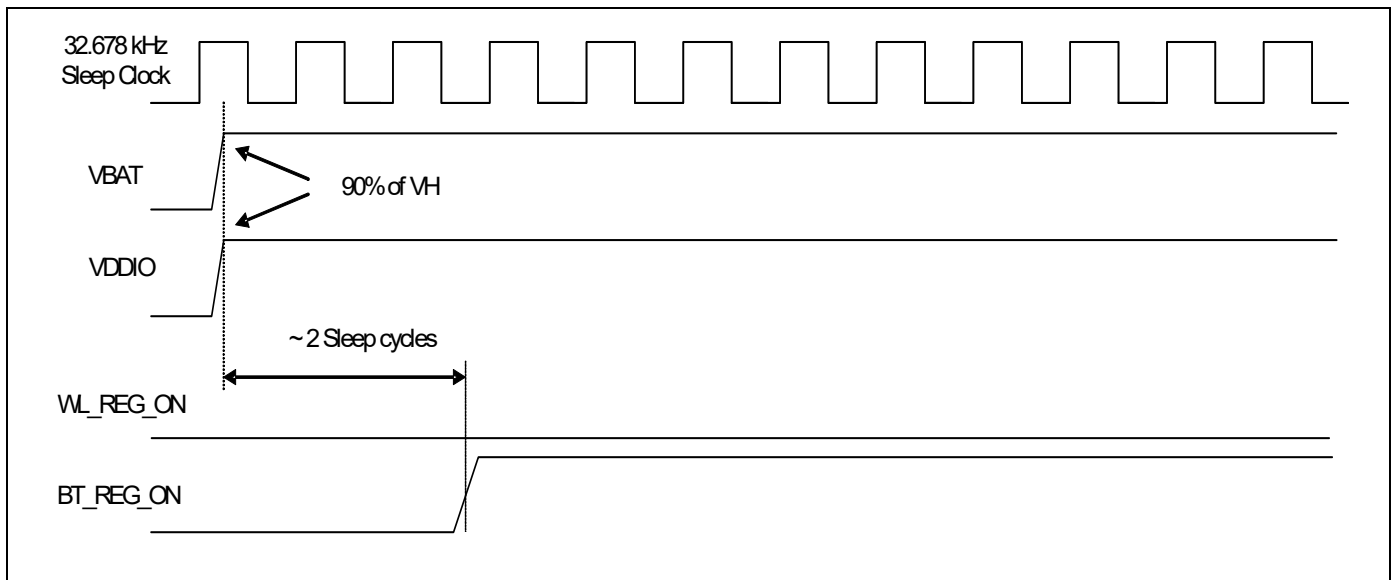 32.678 kHz
Sleep Clock
VBAT
90% of VH
VDDIO
~ 2 Sleep cycles
WL_REG_ON
BT_REG_ON